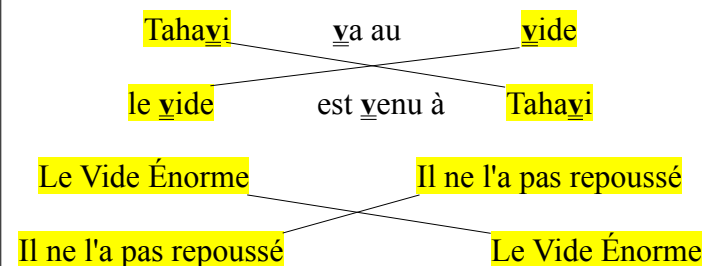 Tahavi va au vide
le vide est venu à Tahavi
Le Vide Énorme Il ne l'a pas repoussé
Il ne l'a pas repoussé Le Vide Énorme